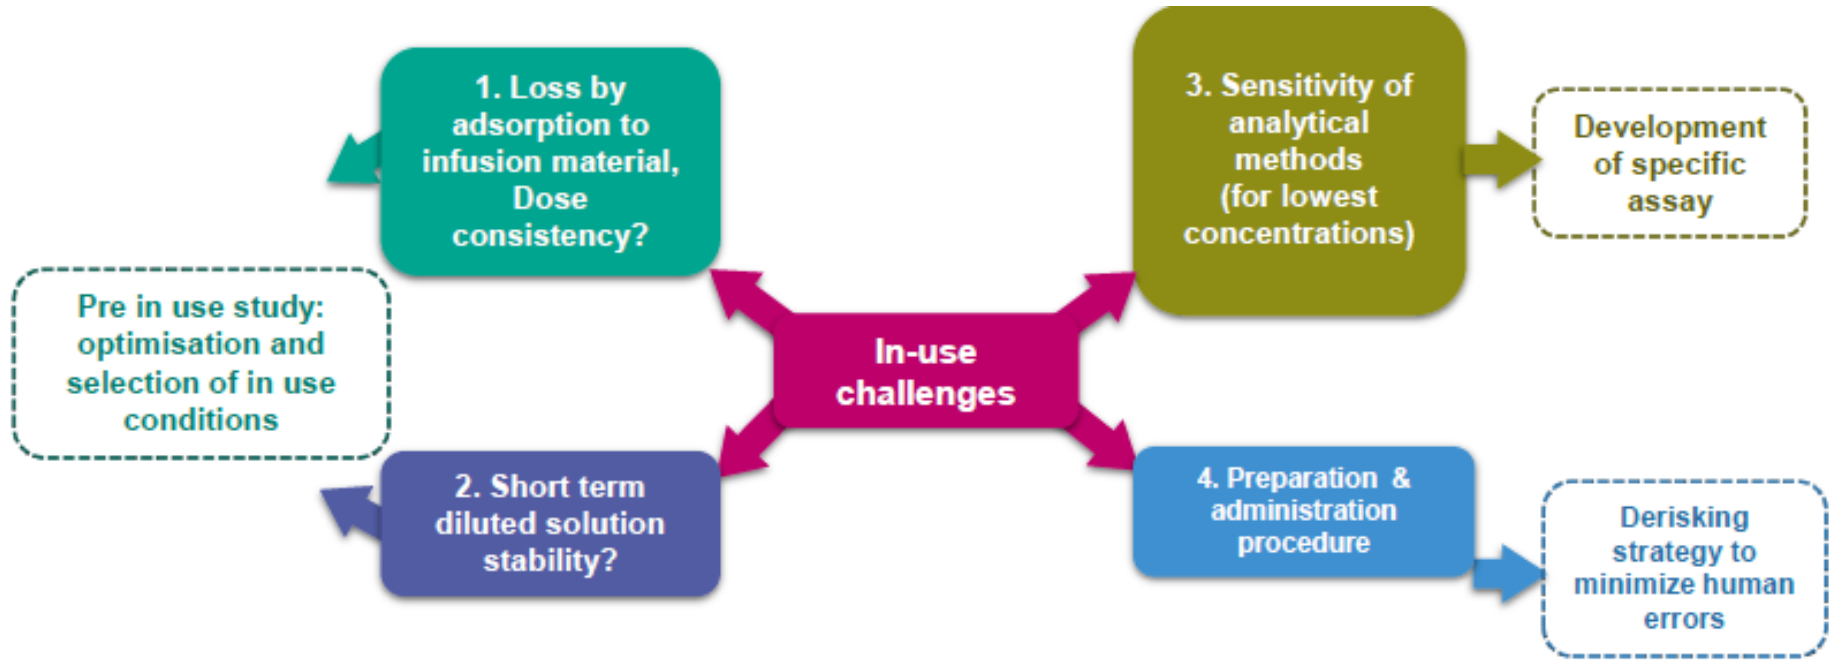 1. Loss by
adsorption to
infusion material,
Dose
consistency?
Pre in use study:
optimisation and
selection of in use
conditions
2. Short term
diluted solution
stability?
In-use
challenges
3. Sensitivity of
analytical
methods
(for lowest
concentrations)
Development
of specific
assay
4. Preparation &
administration
procedure
Derisking
strategy to
minimize human
errors